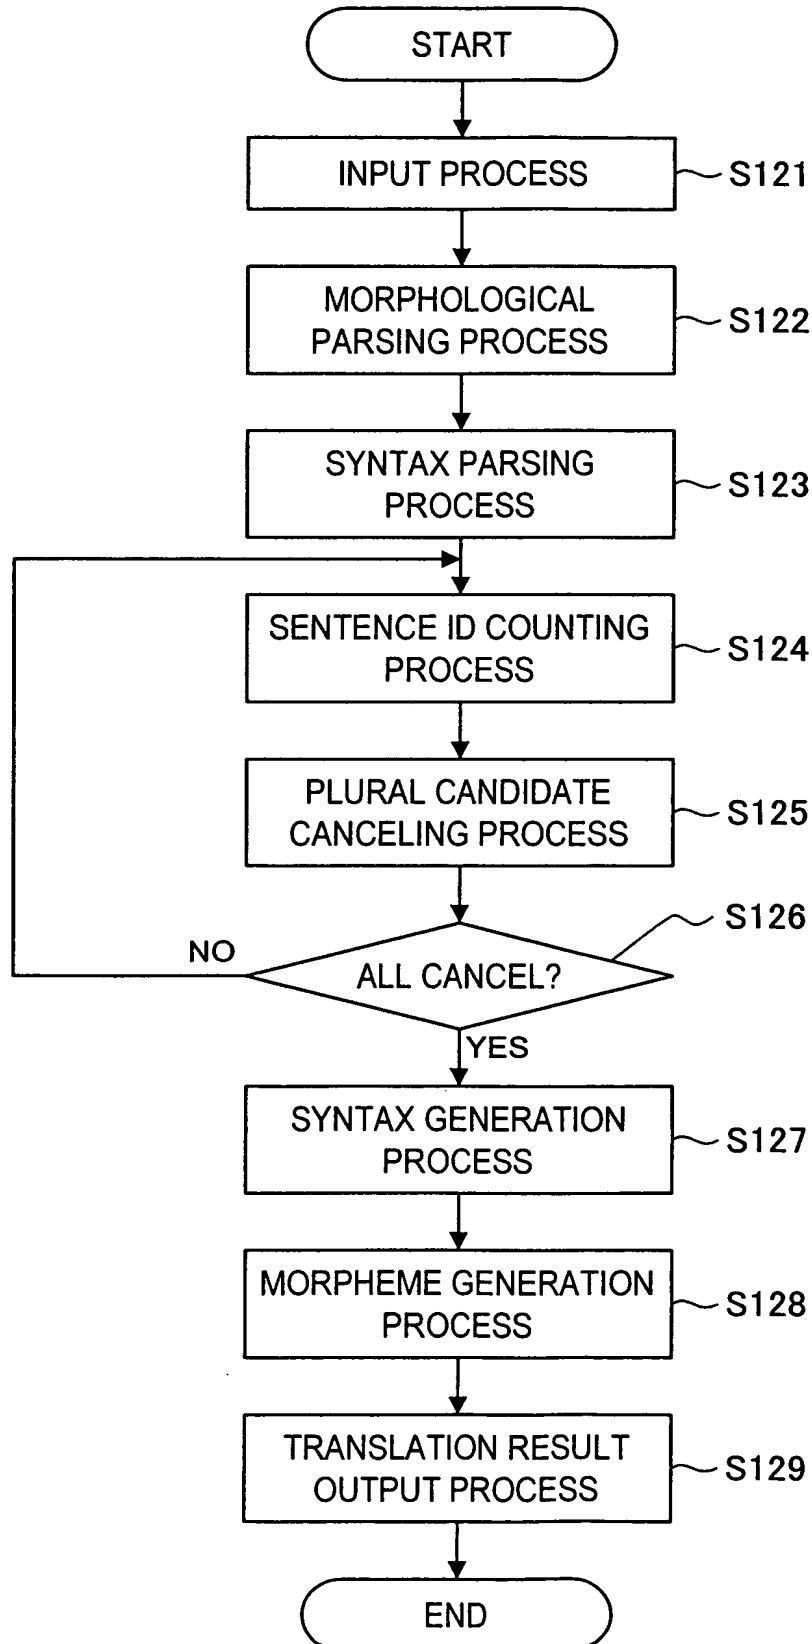 START
INPUT PROCESS
S121
MORPHOLOGICAL
PARSING PROCESS
S122
SYNTAX PARSING
PROCESS
S123
SENTENCE ID COUNTING
PROCESS
S124
PLURAL CANDIDATE
CANCELING PROCESS
S125
S126
NO
ALL CANCEL?
YES
SYNTAX GENERATION
PROCESS
S127
MORPHEME GENERATION
PROCESS
S128
TRANSLATION RESULT
OUTPUT PROCESS
S129
END